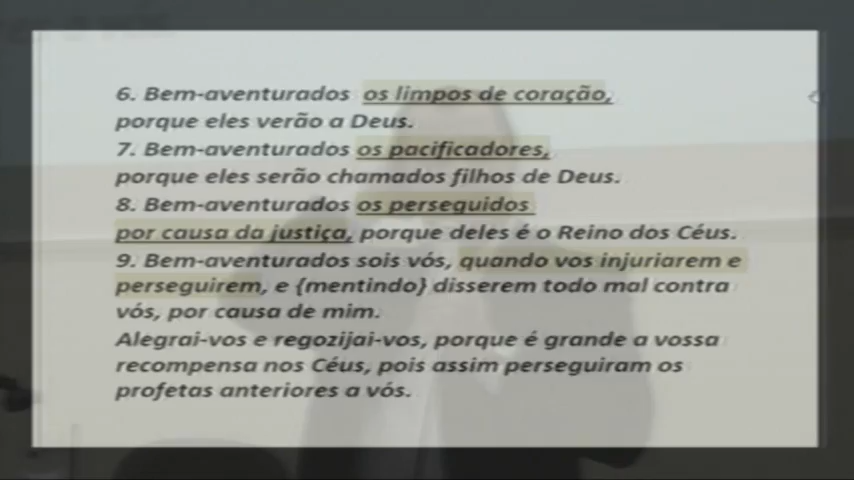 6. Bem-aventurados os limpos de coração,
porque eles verão a Deus.
7. Bem-aventurados os pacificadores,
porque eles serão chamados filhos de Deus.
8. Bem-aventurados os perseguidos
por causa da justiça, porque deles é o Reino dos Céus.
9. Bem-aventurados sois vós, quando vos injuriarem e
perseguirem, e {mentindo} disserem todo mal contra
vós, por causa de mim.
Alegrai-vos e regozijai-vos, porque é grande a vossa
recompensa nos Céus, pois assim perseguiram os
profetas anteriores a vós.